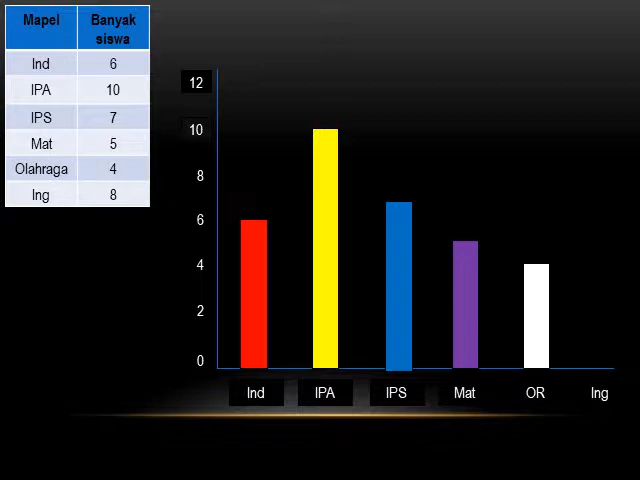 Mapel Banyak siswa
Ind 6
IPA 10
IPS 7
Mat 5
Olahraga 4
Ing 8
12
10
8
6
4
2
0
Ind IPA IPS Mat OR Ing